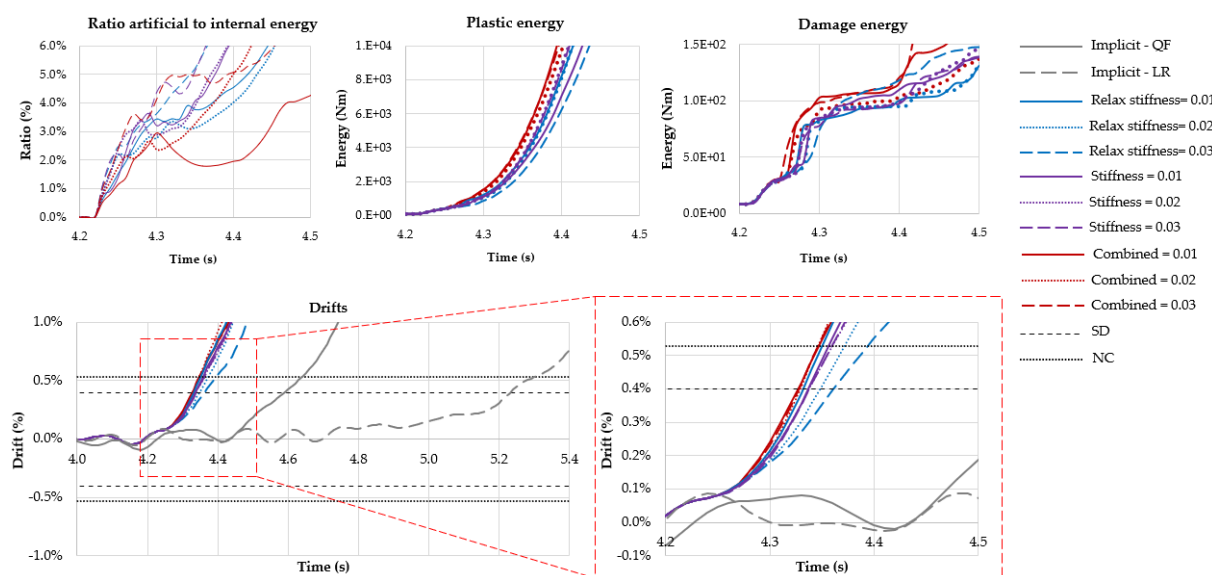 Ratio artificial to internal energy
6.0%
5.0%
4.0%
3.0%
2.0%
1.0%
0.0%
Ratio (%)
4.2 4.3 4.4 4.5
Time (s)
Plastic energy
1.E+04
8.E+03
6.E+03
4.E+03
2.E+03
0.E+00
Energy (Nm)
4.2 4.3 4.4 4.5
Time (s)
Damage energy
1.5E+02
1.0E+02
5.0E+01
0.0E+00
Energy (Nm)
4.2 4.3 4.4 4.5
Time (s)
Implicit - QF
Implicit - LR
Relax stiffness= 0.01
Relax stiffness= 0.02
Relax stiffness= 0.03
Stiffness = 0.01
Stiffness = 0.02
Stiffness = 0.03
Combined = 0.01
Combined = 0.02
Combined = 0.03
SD
NC
Drifts
1.0%
0.5%
0.0%
-0.5%
-1.0%
Drift (%)
4.0 4.2 4.4 4.6 4.8 5.0 5.2 5.4
Time (s)
0.6%
0.5%
0.4%
0.3%
0.2%
0.1%
0.0%
-0.1%
Drift (%)
4.2 4.3 4.4 4.5
Time (s)